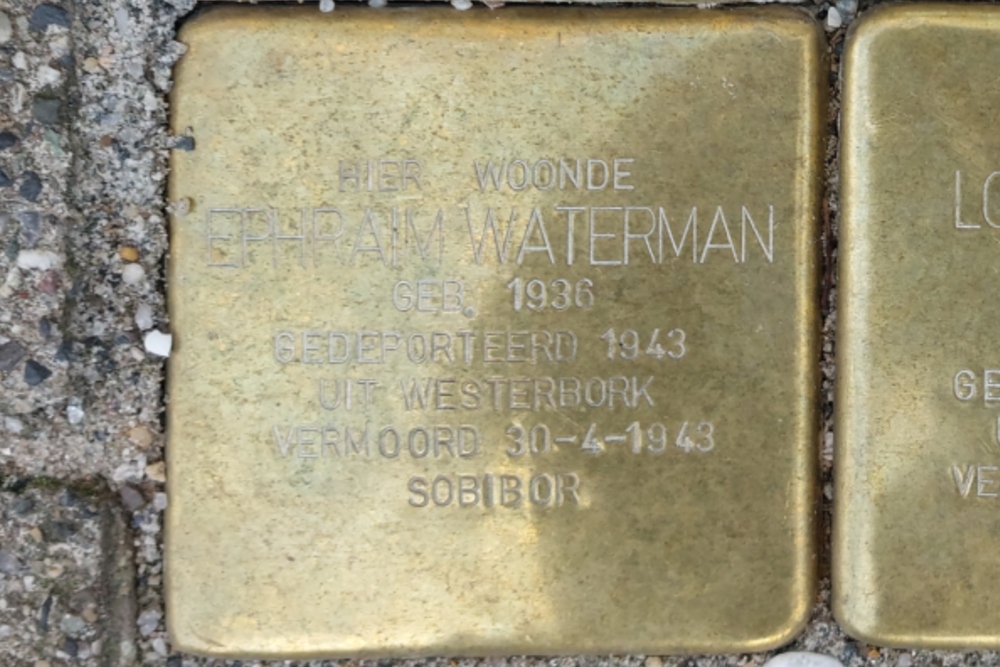 HIER WOONDE
EPHRAIM WATERMAN
GEB. 1936
GEDEPORTEERD 1943
UIT WESTERBORK
VERMOORD 30-4-1943
SOBIBOR